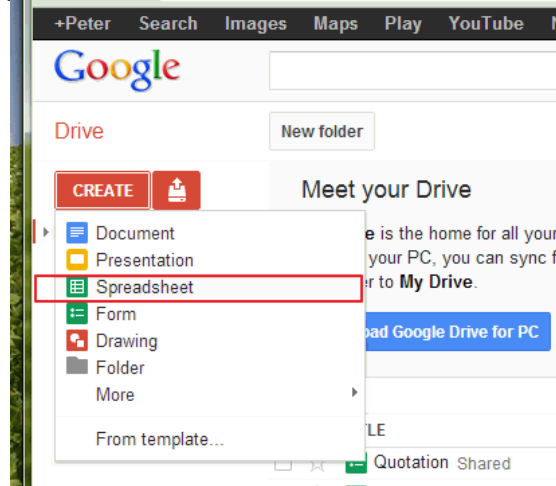 +Peter Search Images Maps Play YouTube
Google
Drive
New folder
CREATE
Meet your Drive
Document
e is the home for all your
Presentation
your PC, you can sync f
Spreadsheet
r to My Drive.
Form
Drawing
oad Google Drive for PC
Folder
More
From template...
LE
Quotation Shared